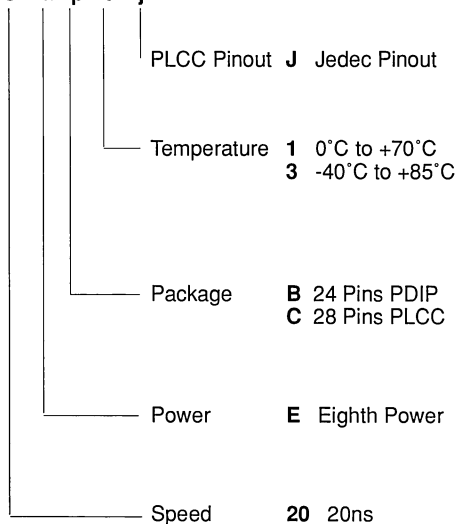 PLCC Pinout J Jedec Pinout
Temperature 1 0°C to +70°C
3 -40°C to +85°C
Package B 24 Pins PDIP
C 28 Pins PLCC
Power E Eighth Power
Speed 20 20ns